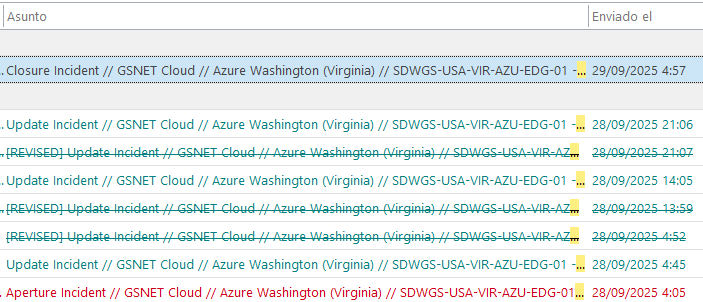 Asunto Enviado el
. Closure Incident // GSNET Cloud // Azure Washington (Virginia) // SDWGS-USA-VIR-AZU-EDG-01 -... 29/09/2025 4:57
. Update Incident // GSNET Cloud // Azure Washington (Virginia) // SDWGS-USA-VIR-AZU-EDG-01 -... 28/09/2025 21:06
. [REVISED] Update Incident // GSNET Cloud // Azure Washington (Virginia) // SDWGS-USA-VIR-AZ... 28/09/2025 21:07
. Update Incident // GSNET Cloud // Azure Washington (Virginia) // SDWGS-USA-VIR-AZU-EDG-01 -... 28/09/2025 14:05
. [REVISED] Update Incident // GSNET Cloud // Azure Washington (Virginia) // SDWGS-USA-VIR-AZ... 28/09/2025 13:59
[REVISED] Update Incident // GSNET Cloud // Azure Washington (Virginia) // SDWGS-USA-VIR-AZ... 28/09/2025 4:52
Update Incident // GSNET Cloud // Azure Washington (Virginia) // SDWGS-USA-VIR-AZU-EDG-01 -... 28/09/2025 4:45
. Aperture Incident // GSNET Cloud // Azure Washington (Virginia) // SDWGS-USA-VIR-AZU-EDG-01... 28/09/2025 4:05